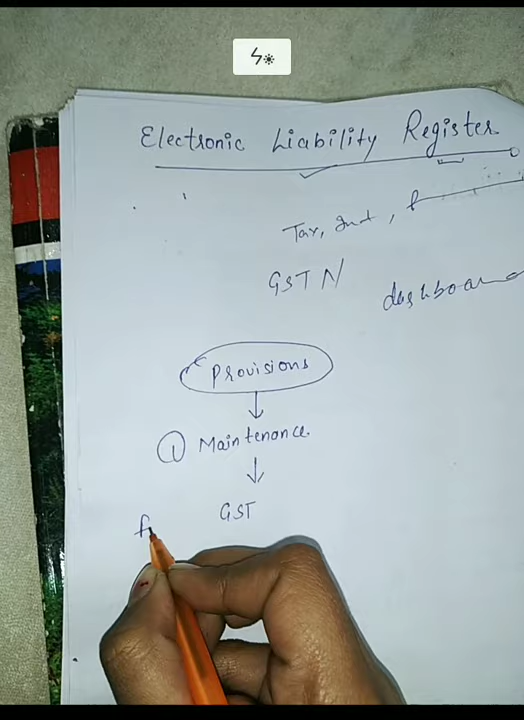 Electronic Liability Register
Tax, Int,
GSTN
dashboard
Provisions
① Maintenance
GST